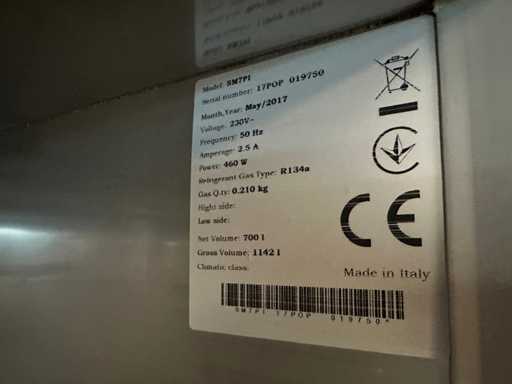 Model: SM7PI
Serial number: 17POP 019750
Month,Year: May/2017
Voltage: 230V~
Frequency: 50 Hz
Amperage: 2.5 A
Power: 460 W
Refrigerant Gas Type: R134a
Gas Q.ty: 0.210 kg
Hight side:
Low side:
Net Volume: 700 l
Gross Volume: 1142 l
Climatic class:
CE
Made in Italy
SM7PI 17POP 019750*